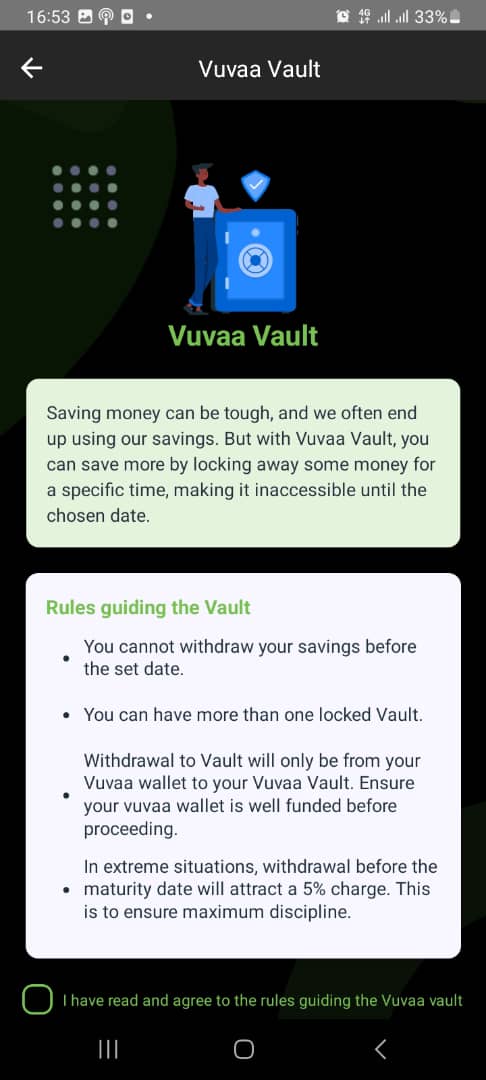 16:53
4G
33%
Vuvaa Vault
Vuvaa Vault
Saving money can be tough, and we often end
up using our savings. But with Vuvaa Vault, you
can save more by locking away some money for
a specific time, making it inaccessible until the
chosen date.
Rules guiding the Vault
• You cannot withdraw your savings before
the set date.
• You can have more than one locked Vault.
• Withdrawal to Vault will only be from your
Vuvaa wallet to your Vuvaa Vault. Ensure
your vuvaa wallet is well funded before
proceeding.
• In extreme situations, withdrawal before the
maturity date will attract a 5% charge. This
is to ensure maximum discipline.
I have read and agree to the rules guiding the Vuvaa vault